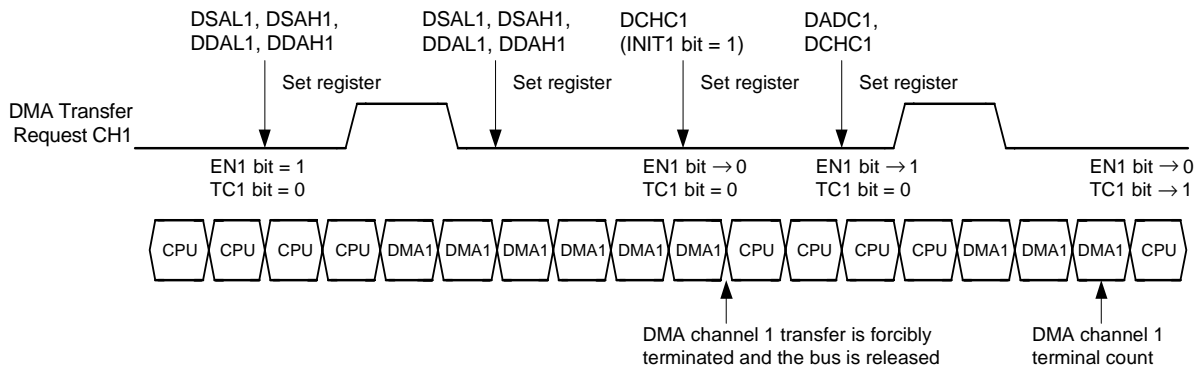 DSAL1, DSAH1,
DDAL1, DDAH1
DSAL1, DSAH1,
DDAL1, DDAH1
DCHC1
(INIT1 bit = 1)
DADC1,
DCHC1
Set register
Set register
Set register
Set register
DMA Transfer
Request CH1
EN1 bit = 1
TC1 bit = 0
EN1 bit → 0
TC1 bit = 0
EN1 bit → 1
TC1 bit = 0
EN1 bit → 0
TC1 bit → 1
CPU CPU CPU CPU DMA1 DMA1 DMA1 DMA1 DMA1 DMA1 CPU CPU CPU CPU DMA1 DMA1 DMA1 CPU
DMA channel 1 transfer is forcibly
terminated and the bus is released
DMA channel 1
terminal count